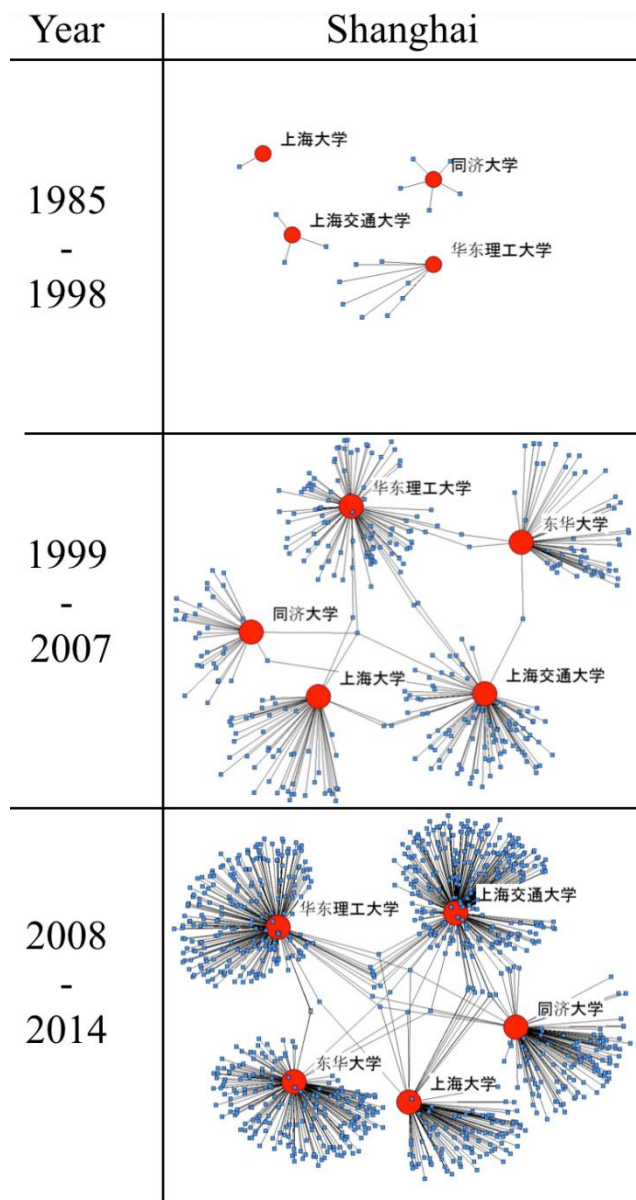 Year Shanghai
1985
-
1998
上海大学
同济大学
上海交通大学
华东理工大学
1999
-
2007
华东理工大学
东华大学
同济大学
上海大学
上海交通大学
2008
-
2014
上海交通大学
华东理工大学
同济大学
东华大学
上海大学